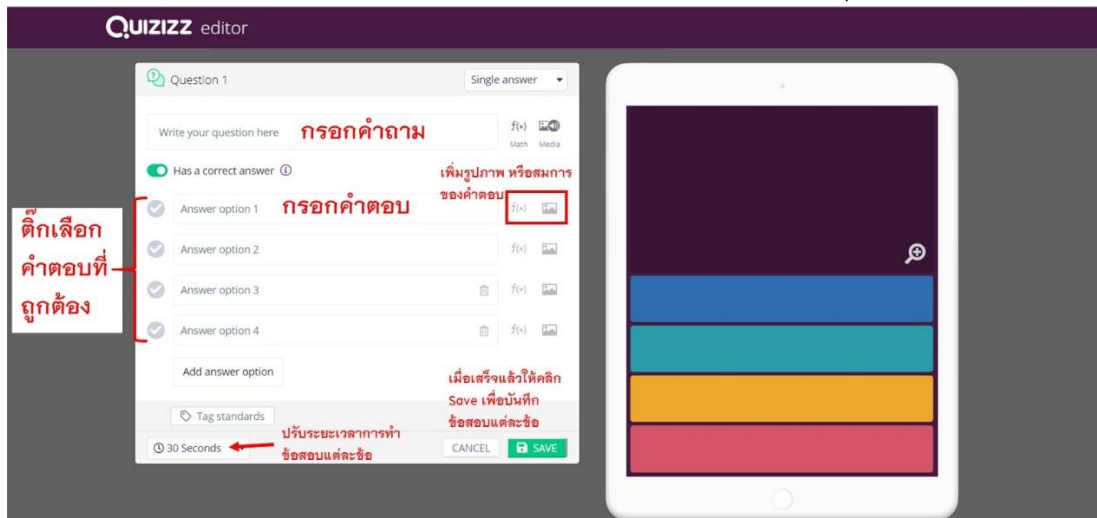 QUIZIZZ editor
Question 1
Single answer
Write your question here
กรอกคำถาม
f(x)
Math
Media
Has a correct answer
เพิ่มรูปภาพ หรือสมการ
ของคำตอบ
ติ๊กเลือก
คำตอบที่
ถูกต้อง
Answer option 1
กรอกคำตอบ
f(x)
Answer option 2
f(x)
Answer option 3
f(x)
Answer option 4
f(x)
Add answer option
เมื่อเสร็จแล้วให้คลิก
Save เพื่อบันทึก
ข้อสอบแต่ละข้อ
Tag standards
ปรับระยะเวลาการทำ
ข้อสอบแต่ละข้อ
30 Seconds
CANCEL
SAVE